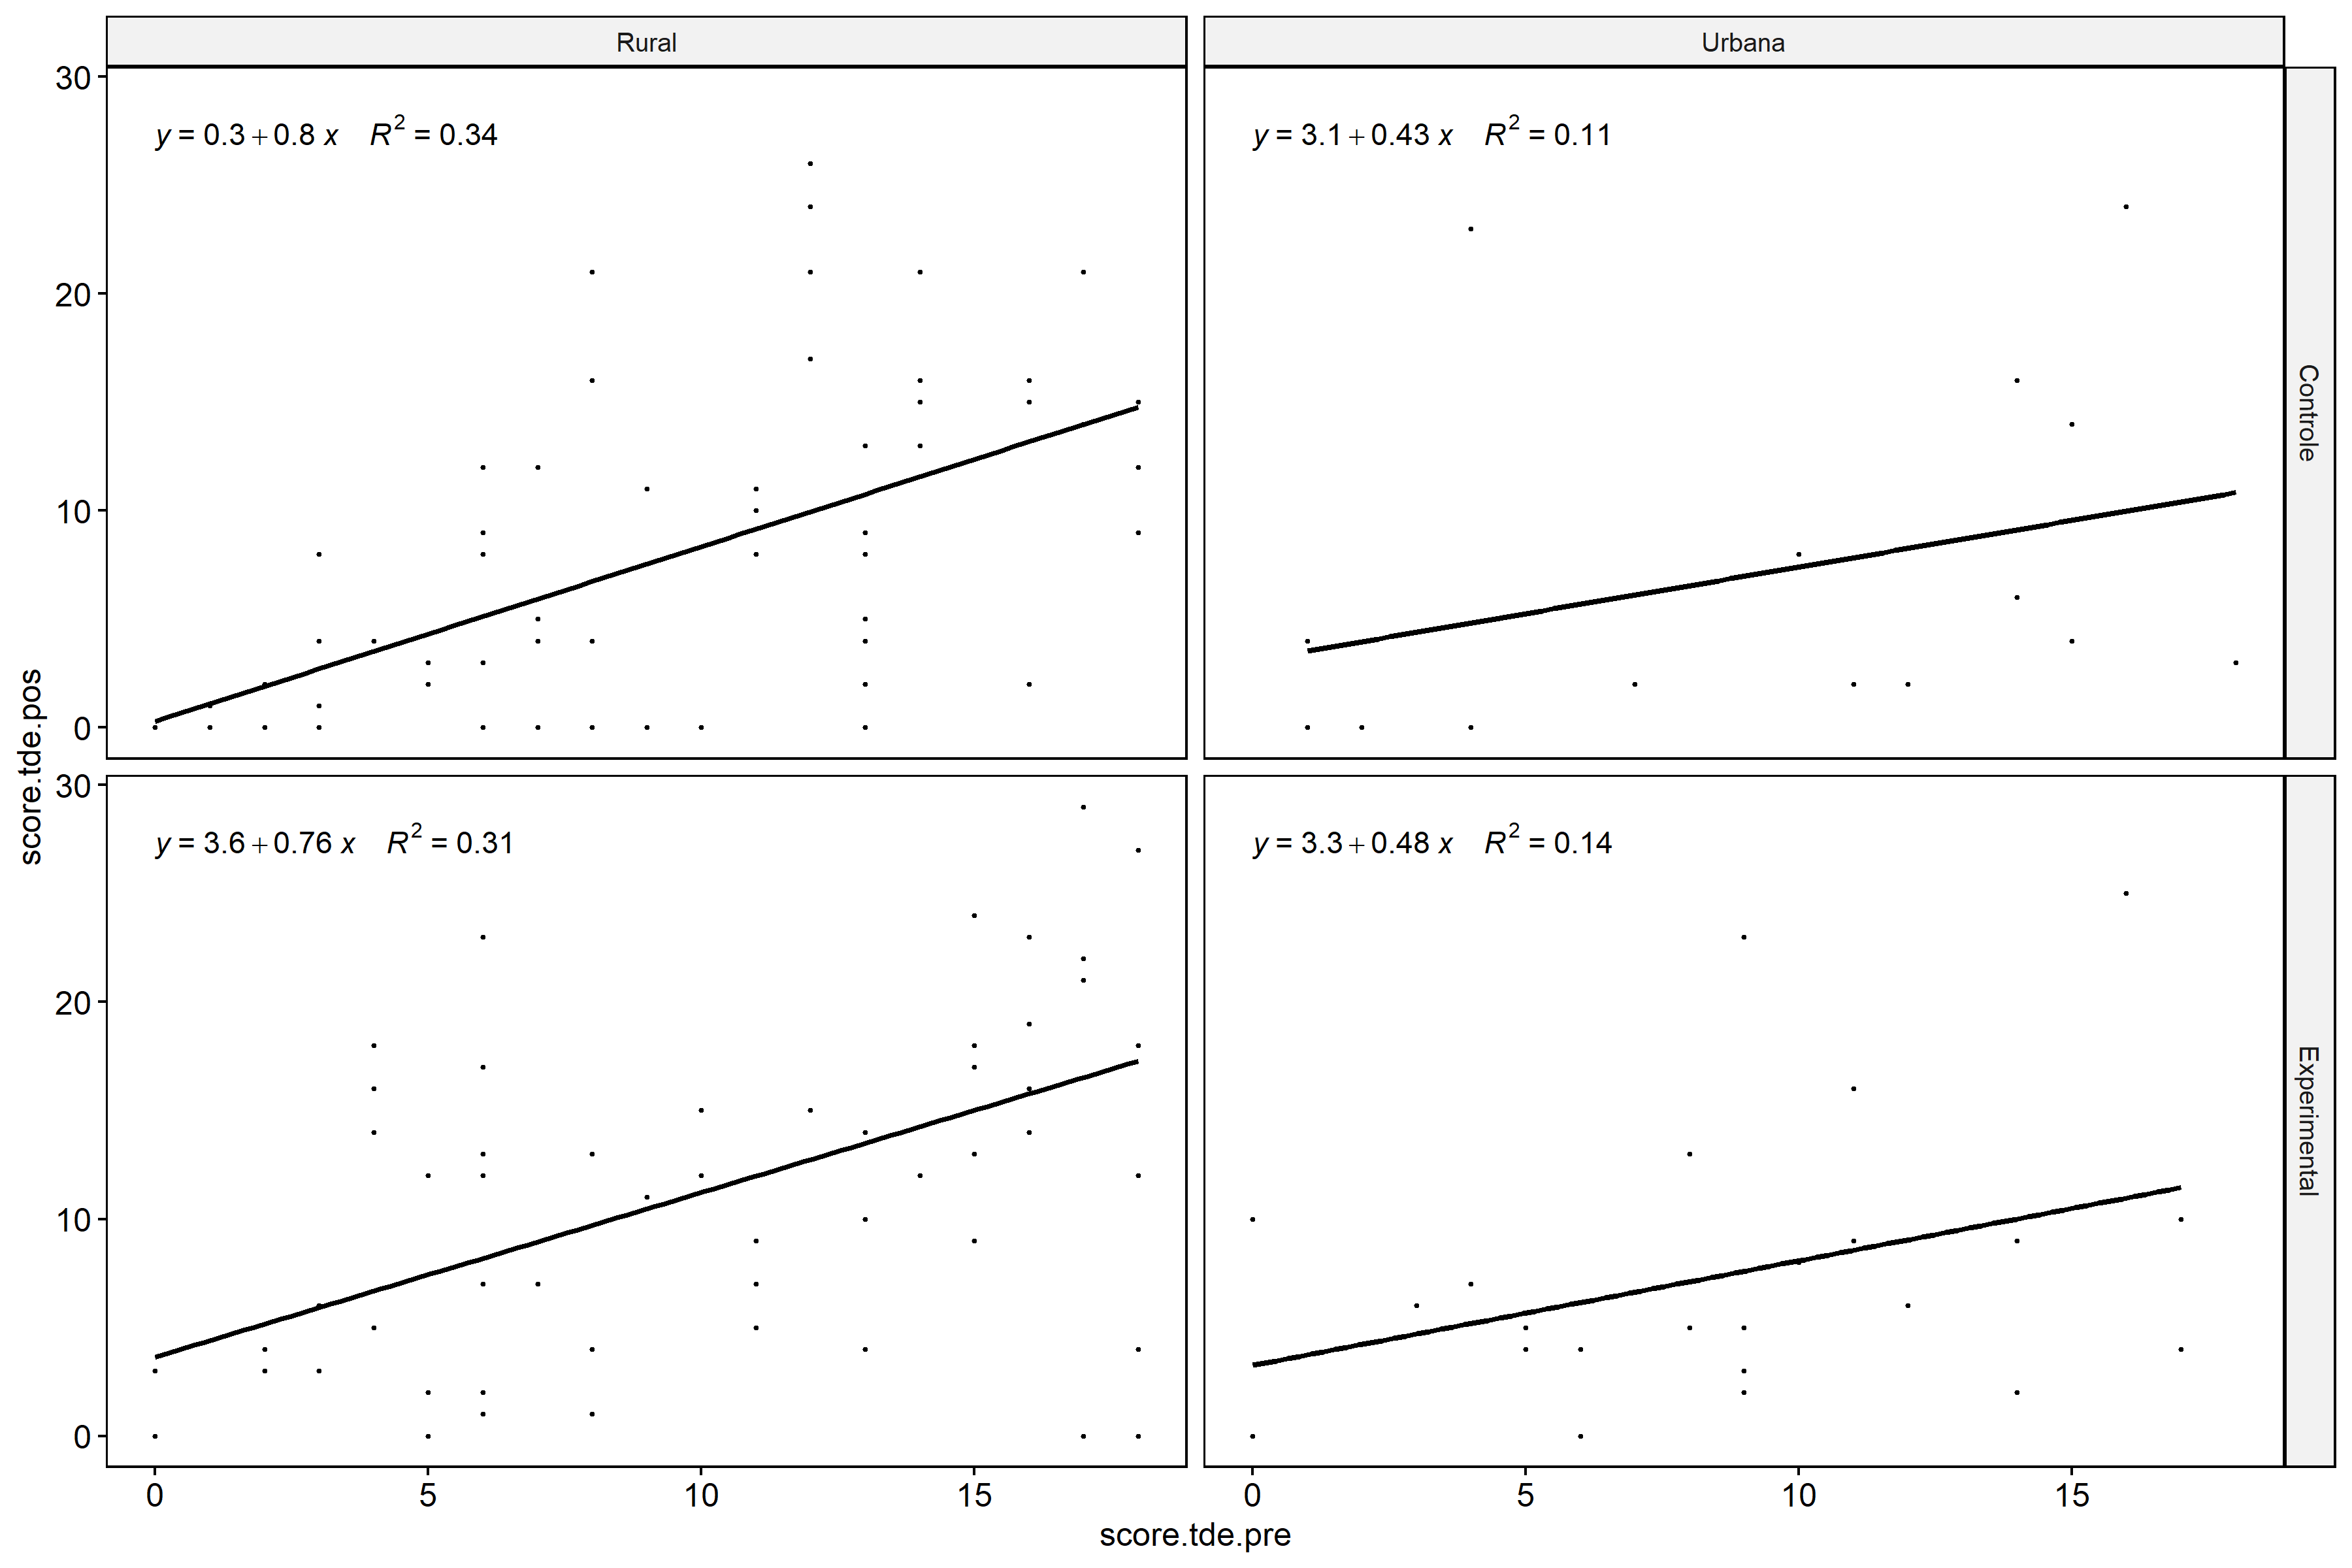 Rural
Urbana
30
20
10
0
y = 0.3 + 0.8 x R² = 0.34
y = 3.1 + 0.43 x R² = 0.11
Controle
score.tde.pos
30
20
10
0
y = 3.6 + 0.76 x R² = 0.31
y = 3.3 + 0.48 x R² = 0.14
Experimental
0 5 10 15
0 5 10 15
score.tde.pre